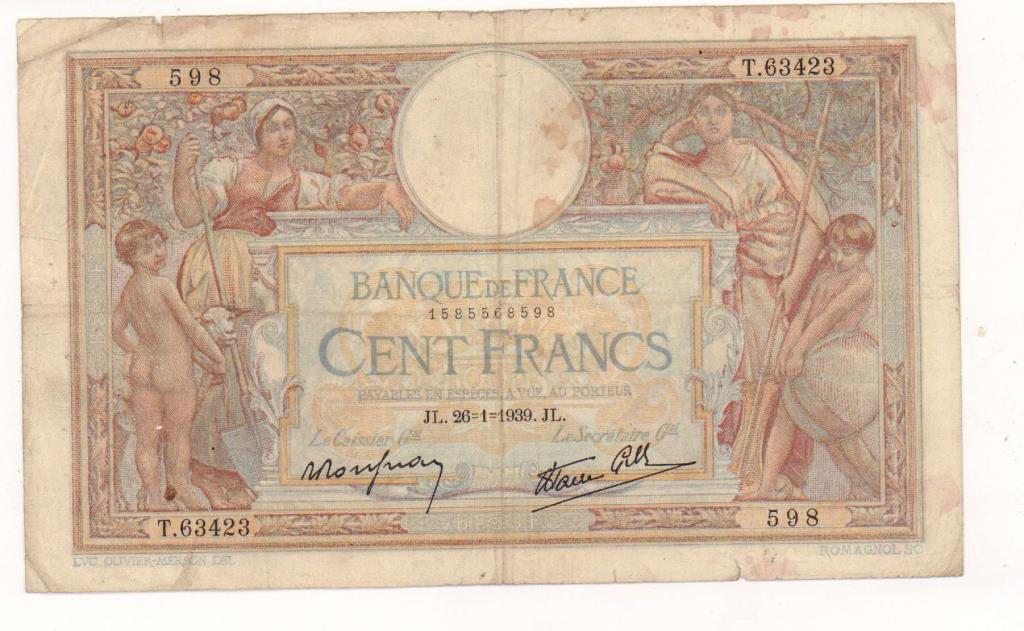 598
T.63423
BANQUE DE FRANCE
1585568598
CENT FRANCS
PAYABLES EN ESPÈCES, A VUE, AU PORTEUR
JL. 26=1=1939. JL.
Le Caissier Gal
Le Secrétaire Gal
T.63423
598
LVC OLIVIER-MERSON DEL
ROMAGNOL SC